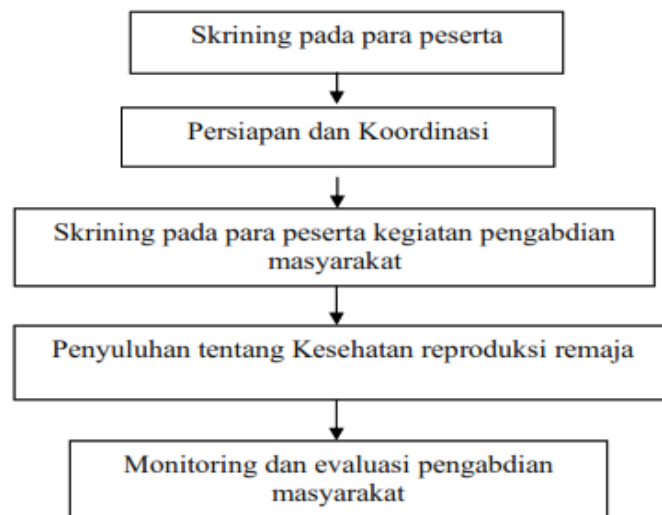 Skrining pada para peserta
Persiapan dan Koordinasi
Skrining pada para peserta kegiatan pengabdian
masyarakat
Penyuluhan tentang Kesehatan reproduksi remaja
Monitoring dan evaluasi pengabdian
masyarakat